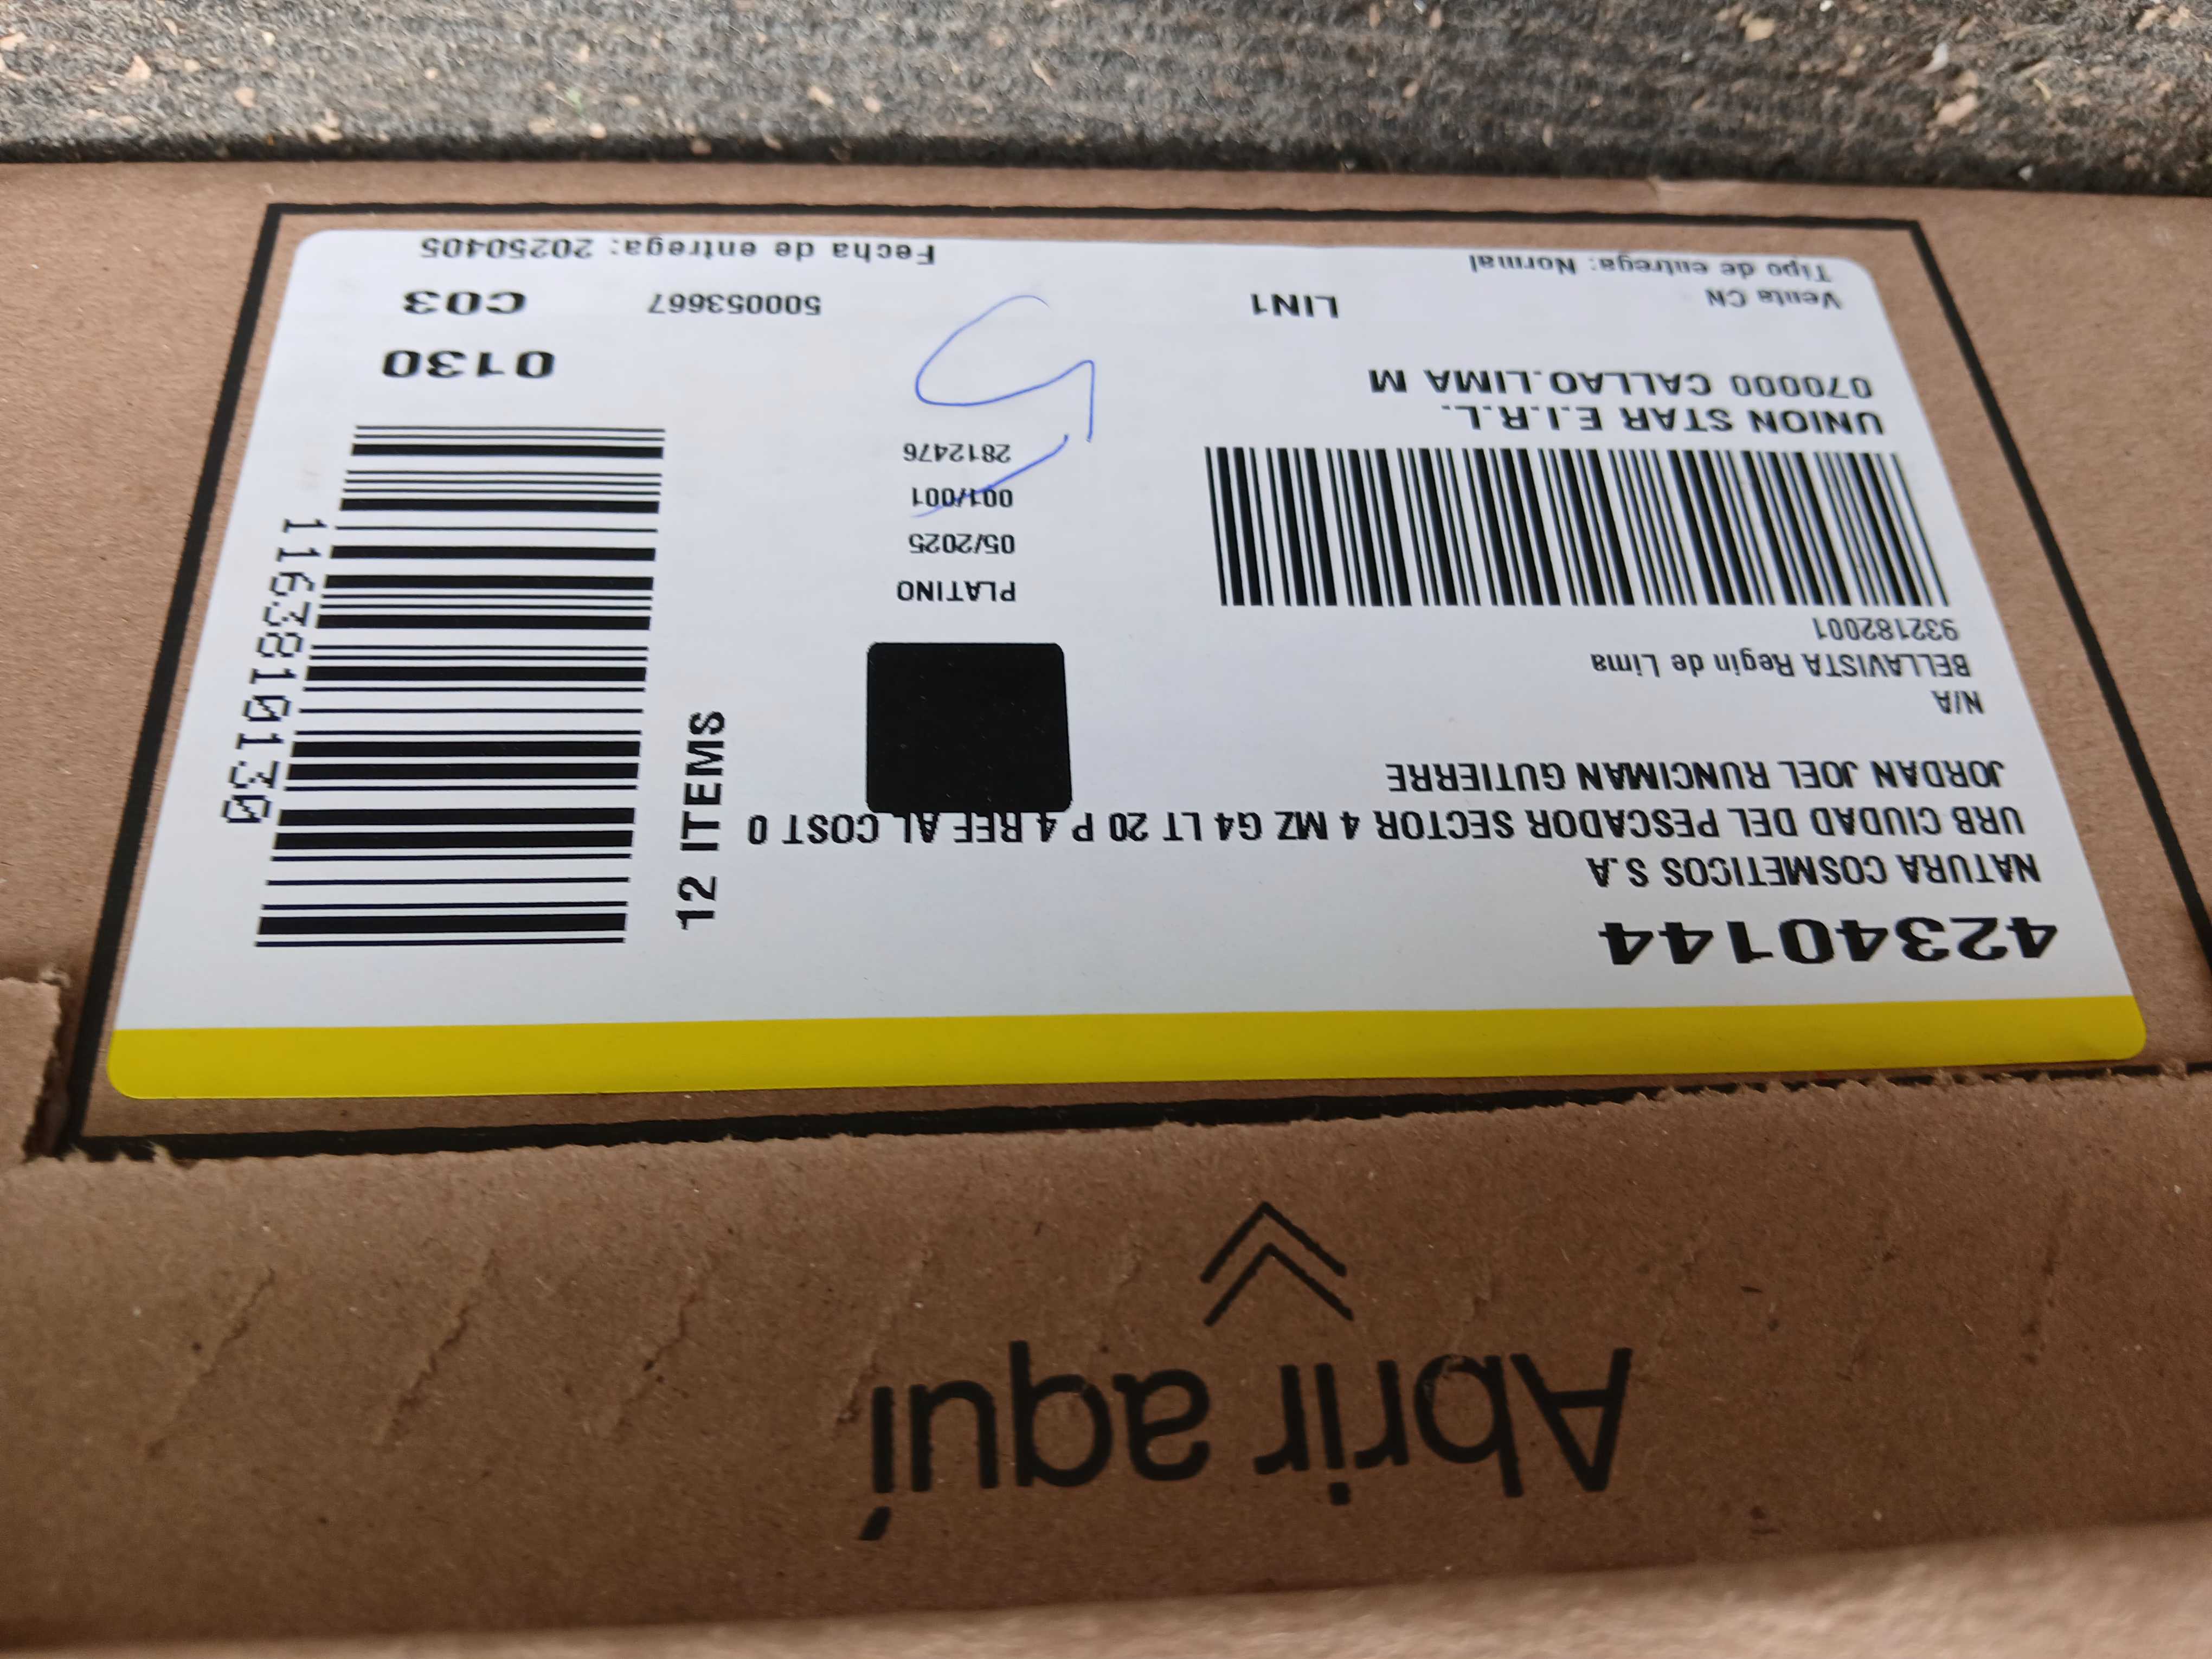 Abrir aquí
42340144
NATURA COSMETICOS S.A
URB CIUDAD DEL PESCADOR SECTOR 4 MZ G4 LT 20 P 4 REF AL COST 0
JORDAN JOEL RUNCIMAN GUTIERRE
N/A
BELLAVISTA Regin de Lima
932182001
UNION STAR E.I.R.L.
070000 CALLAO.LIMA M
Venta CN
LIN1
Tipo de entrega: Normal
PLATINO
05/2025
001/001
2812476
500053667
Fecha de entrega: 20250405
12 ITEMS
1163810130
0130
C03